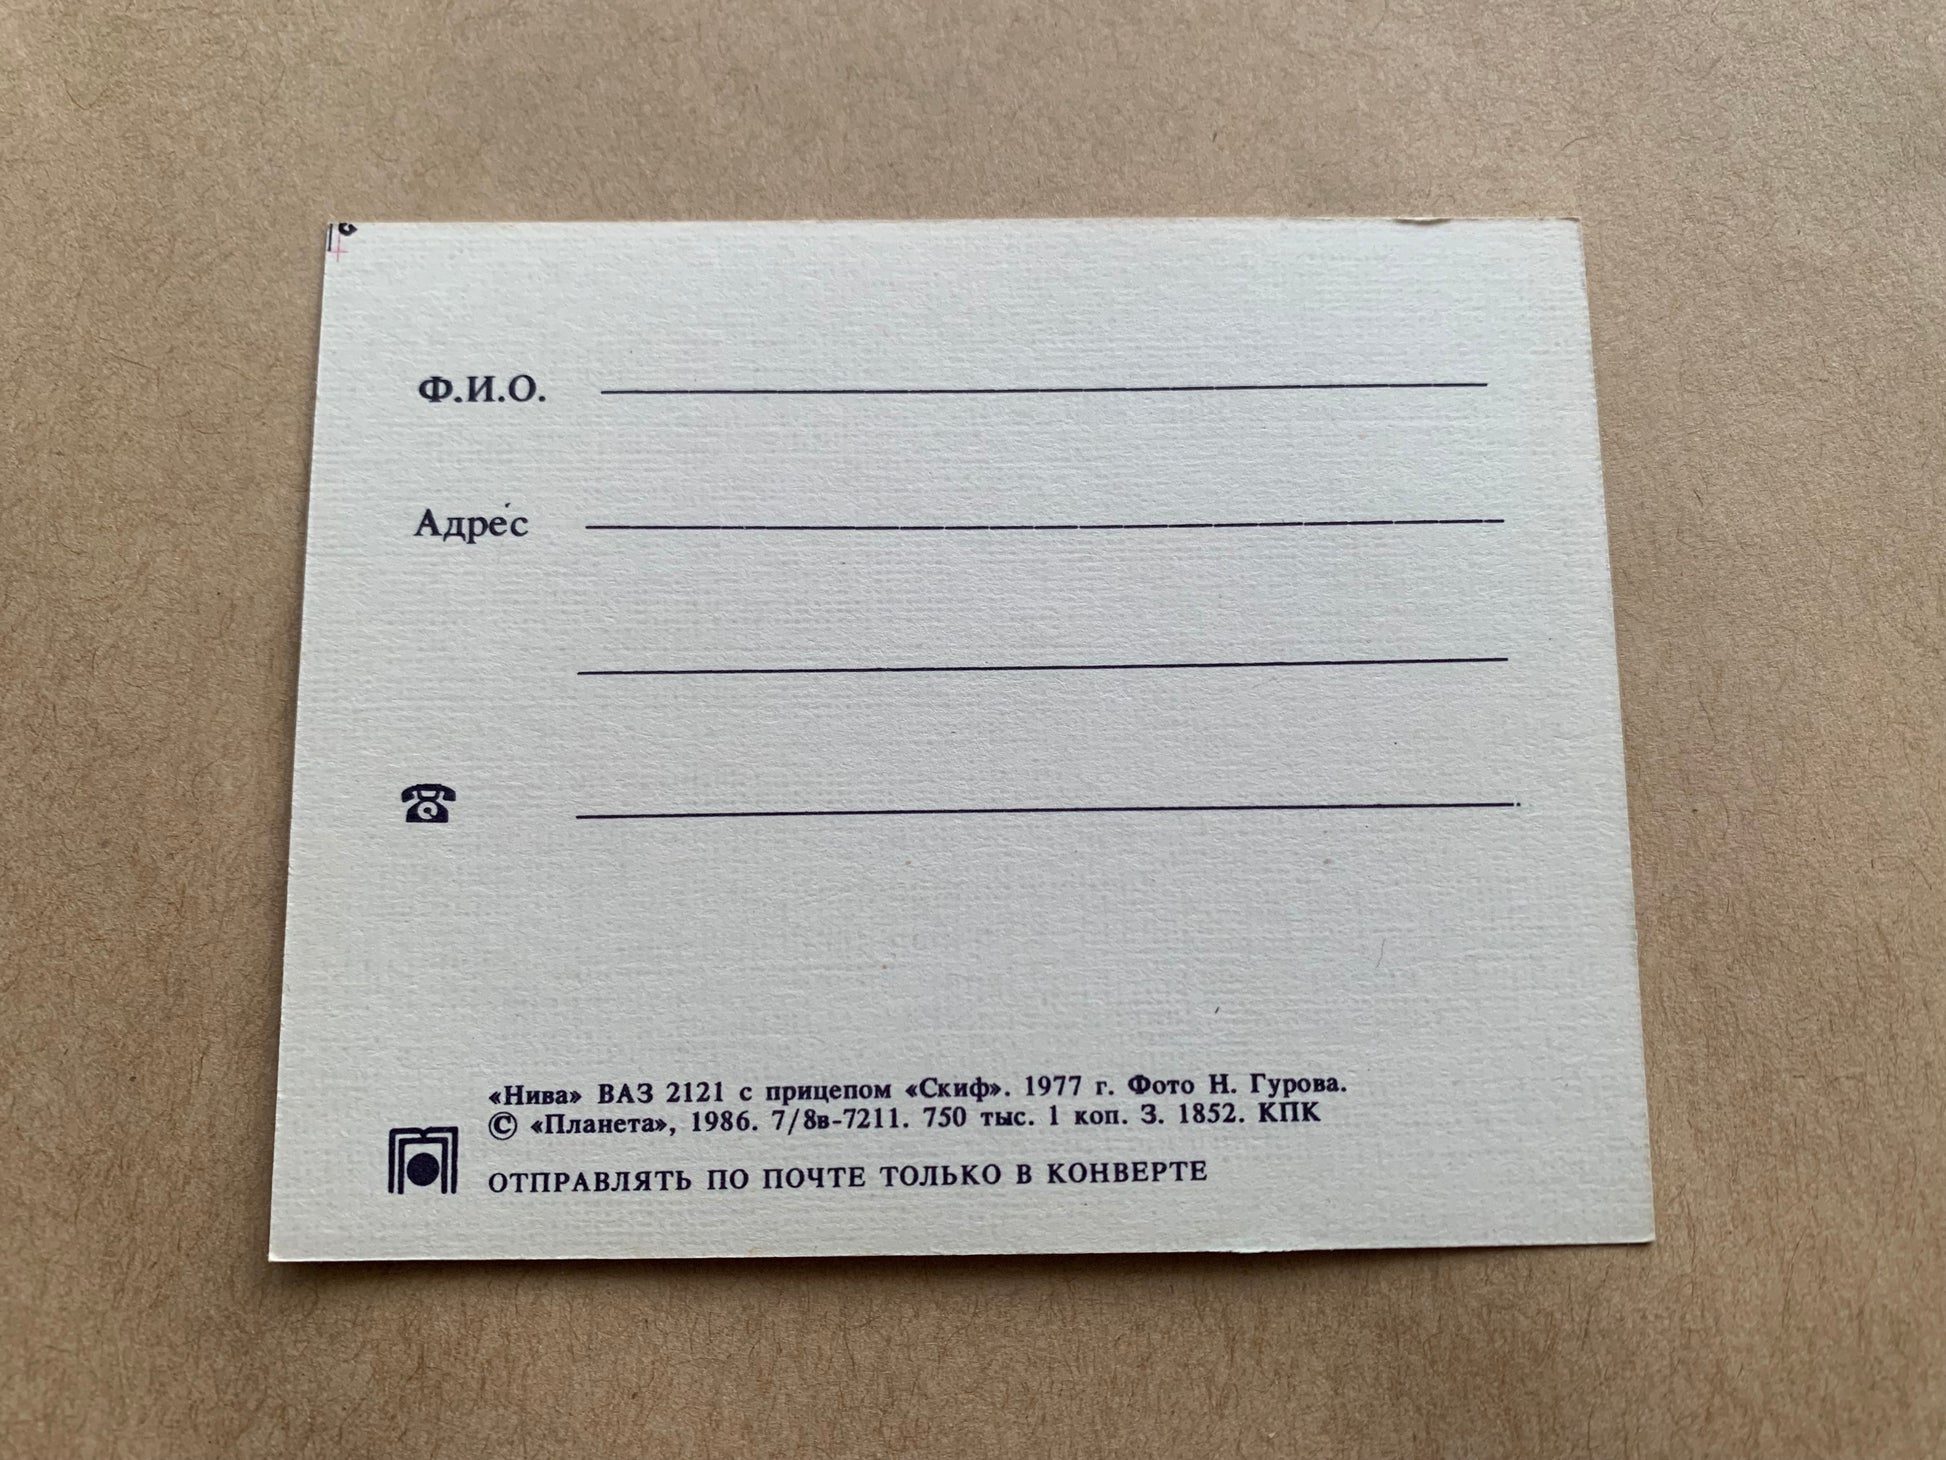 Ф.И.О.
Адрес
«Нива» ВАЗ 2121 с прицепом «Скиф». 1977 г. Фото Н. Гурова.
© «Планета», 1986. 7/8в-7211. 750 тыс. 1 коп. З. 1852. КПК
ОТПРАВЛЯТЬ ПО ПОЧТЕ ТОЛЬКО В КОНВЕРТЕ